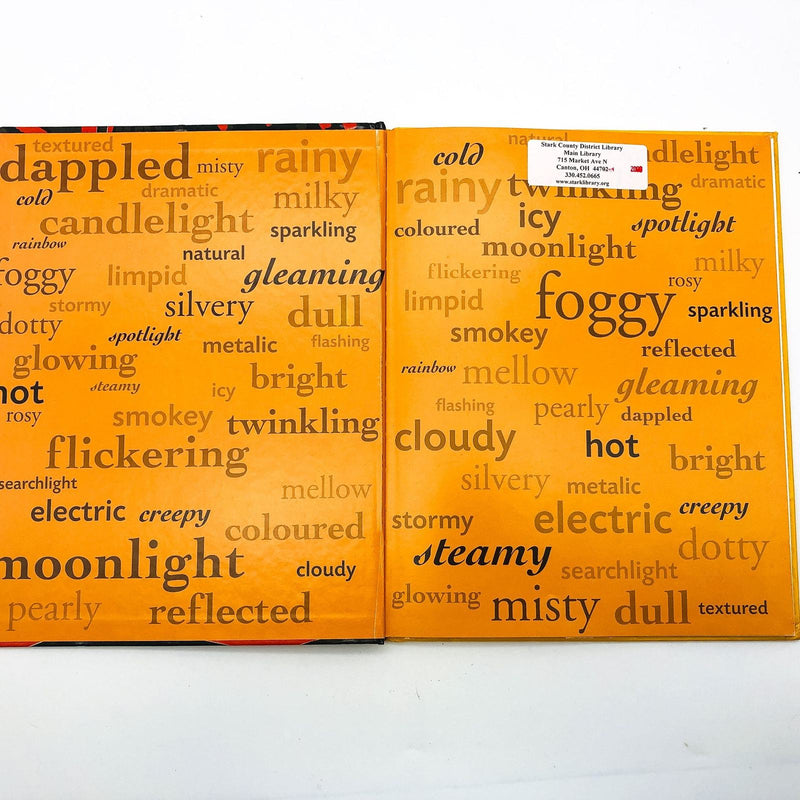 textured
dappled misty rainy
dramatic
cold milky
candlelight sparkling
rainbow
natural
foggy limpid gleaming
stormy silvery dull
dotty
spotlight metalic flashing
glowing
steamy bright
hot icy
rosy smokey twinkling
flickering
searchlight
mellow
electric creepy
coloured
moonlight cloudy
pearly reflected
natural
cold candlelight
Stark County District Library
Main Library
715 Market Ave N
Canton, OH 44702
330.452.0665
www.starklibrary.org
rainy twinkling dramatic
icy spotlight
coloured
moonlight
milky
flickering
rosy
limpid foggy sparkling
smokey
reflected
rainbow mellow
gleaming
flashing pearly dappled
cloudy hot
bright
silvery metalic
creepy
stormy electric
dotty
steamy
searchlight
glowing misty dull textured